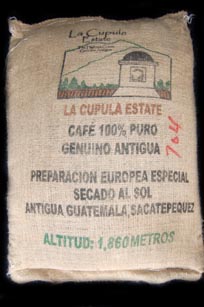 La Cupula
Estate
LA CUPULA ESTATE
CAFÉ 100% PURO
GENUINO ANTIGUA
704
PREPARACION EUROPEA ESPECIAL
SECADO AL SOL
ANTIGUA GUATEMALA, SACATEPEQUEZ
ALTITUD: 1,860 METROS